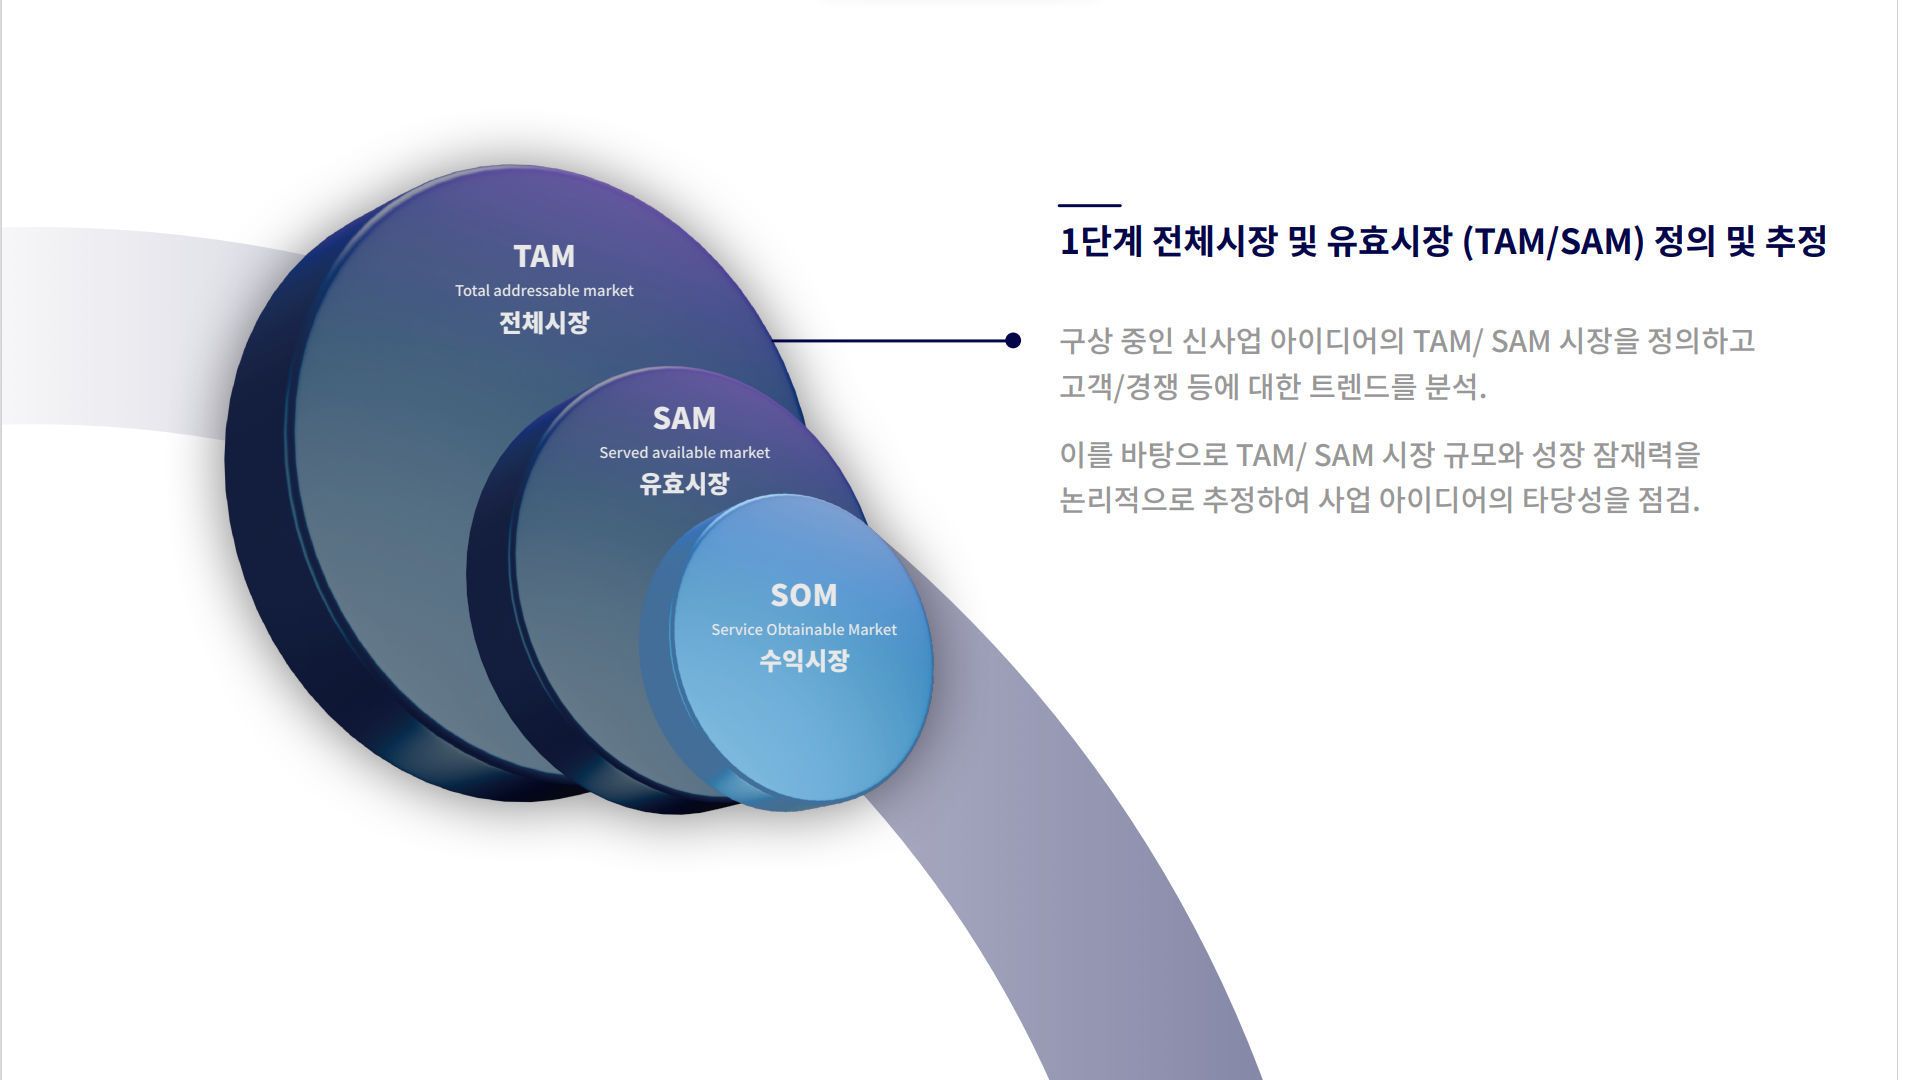 TAM
Total addressable market
전체시장
SAM
Served available market
유효시장
SOM
Service Obtainable Market
수익시장
1단계 전체시장 및 유효시장 (TAM/SAM) 정의 및 추정
구상 중인 신사업 아이디어의 TAM/ SAM 시장을 정의하고
고객/경쟁 등에 대한 트렌드를 분석.
이를 바탕으로 TAM/ SAM 시장 규모와 성장 잠재력을
논리적으로 추정하여 사업 아이디어의 타당성을 점검.